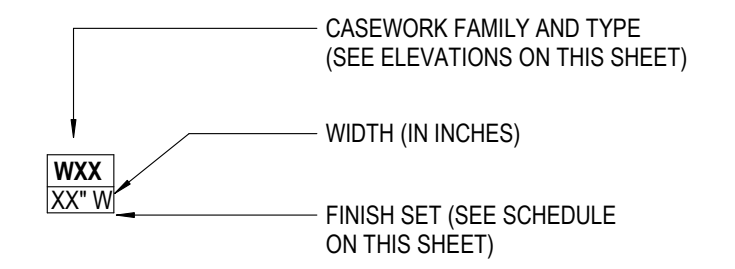 CASEWORK FAMILY AND TYPE
(SEE ELEVATIONS ON THIS SHEET)
WIDTH (IN INCHES)
WXX
XX" W
FINISH SET (SEE SCHEDULE
ON THIS SHEET)